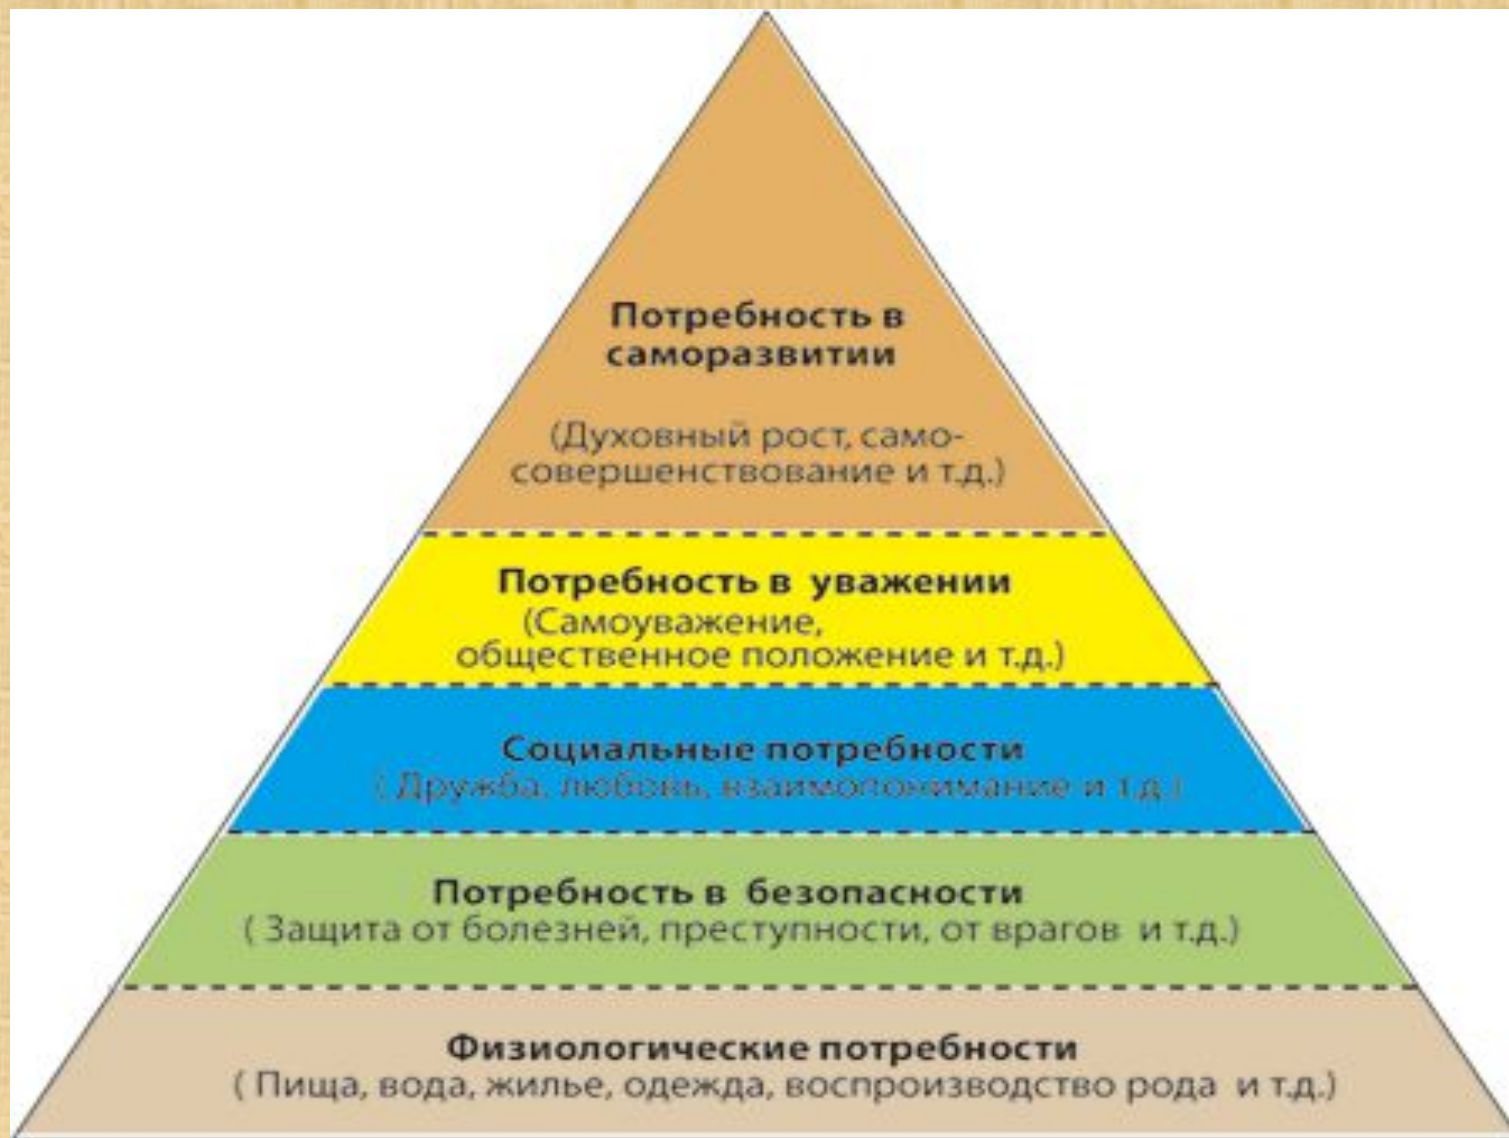 Потребность в
саморазвитии
(Духовный рост, само-
совершенствование и т.д.)
Потребность в уважении
(Самоуважение,
общественное положение и т.д.)
Социальные потребности
( Дружба, любовь, взаимопонимание и т.д.)
Потребность в безопасности
( Защита от болезней, преступности, от врагов и т.д.)
Физиологические потребности
( Пища, вода, жилье, одежда, воспроизводство рода и т.д.)